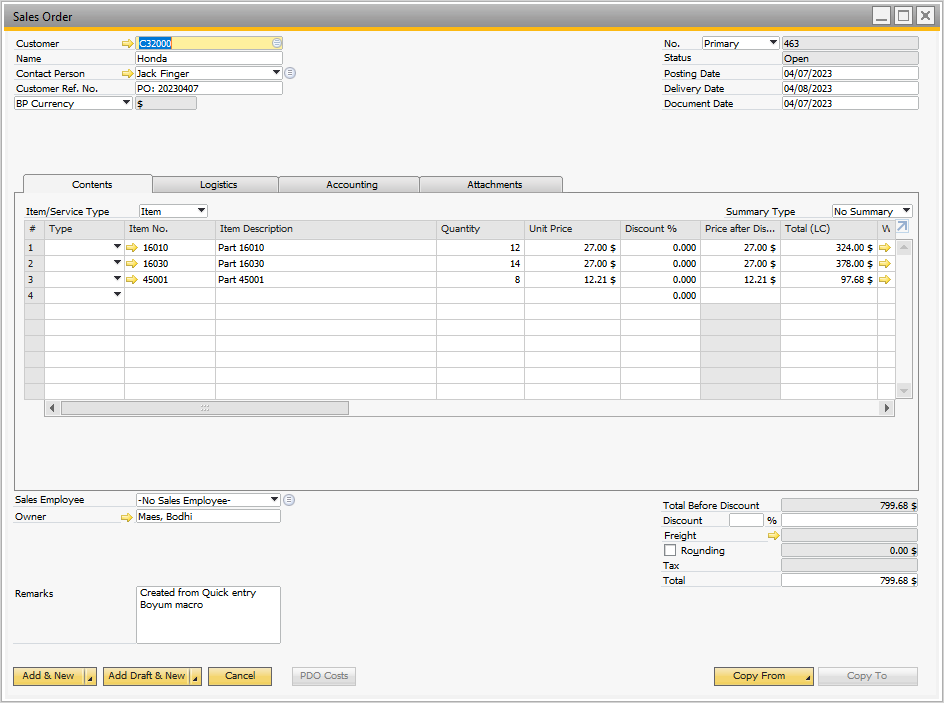 Sales Order
Customer C32000
Name Honda
Contact Person Jack Finger
Customer Ref. No. PO: 20230407
BP Currency $
No. Primary 463
Status Open
Posting Date 04/07/2023
Delivery Date 04/08/2023
Document Date 04/07/2023
Contents Logistics Accounting Attachments
Item/Service Type Item Summary Type No Summary
# Type Item No. Item Description Quantity Unit Price Discount % Price after Dis... Total (LC) W
1 16010 Part 16010 12 27.00 $ 0.000 27.00 $ 324.00 $
2 16030 Part 16030 14 27.00 $ 0.000 27.00 $ 378.00 $
3 45001 Part 45001 8 12.21 $ 0.000 12.21 $ 97.68 $
4 0.000
Sales Employee -No Sales Employee-
Owner Maes, Bodhi
Total Before Discount 799.68 $
Discount %
Freight
Rounding 0.00 $
Tax
Total 799.68 $
Remarks Created from Quick entry
Boyum macro
Add & New Add Draft & New Cancel PDO Costs Copy From Copy To